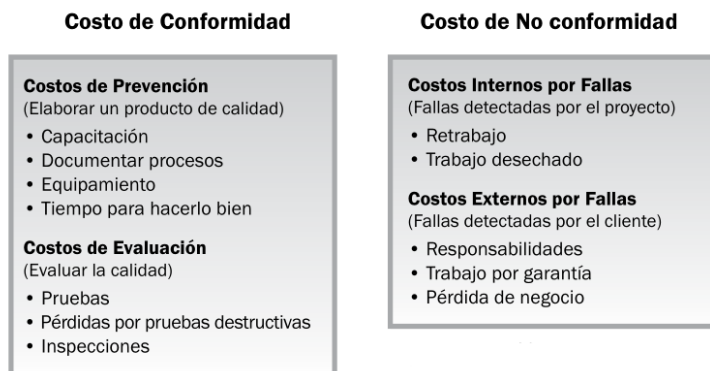 Costo de Conformidad
Costos de Prevención
(Elaborar un producto de calidad)
• Capacitación
• Documentar procesos
• Equipamiento
• Tiempo para hacerlo bien
Costos de Evaluación
(Evaluar la calidad)
• Pruebas
• Pérdidas por pruebas destructivas
• Inspecciones
Costo de No conformidad
Costos Internos por Fallas
(Fallas detectadas por el proyecto)
• Retrabajo
• Trabajo desechado
Costos Externos por Fallas
(Fallas detectadas por el cliente)
• Responsabilidades
• Trabajo por garantía
• Pérdida de negocio